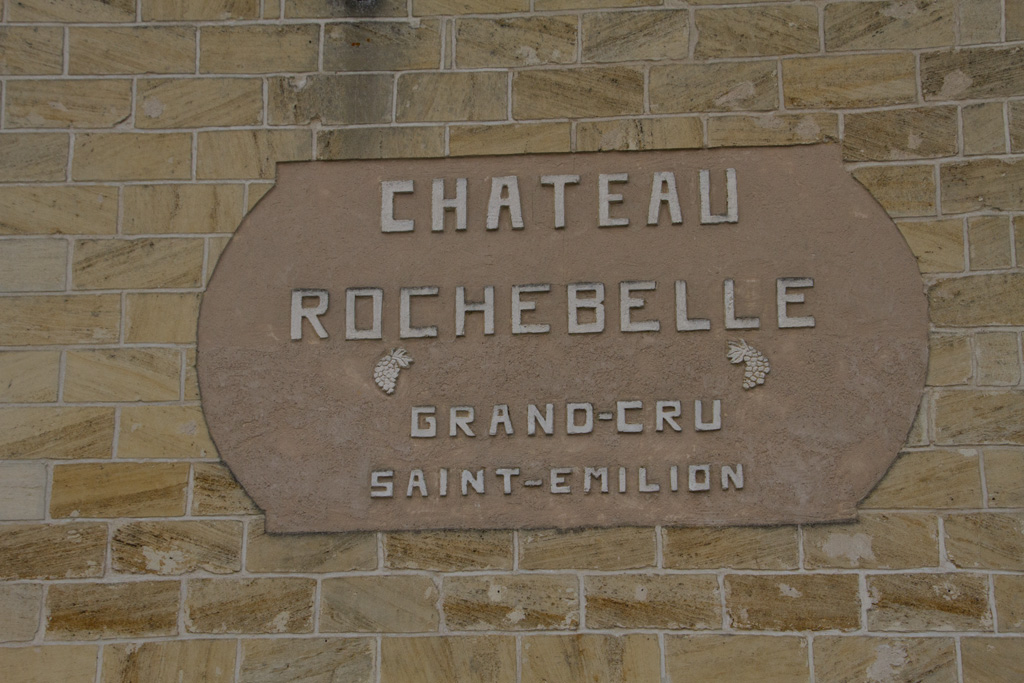 CHATEAU
ROCHEBELLE
GRAND-CRU
SAINT-EMILION